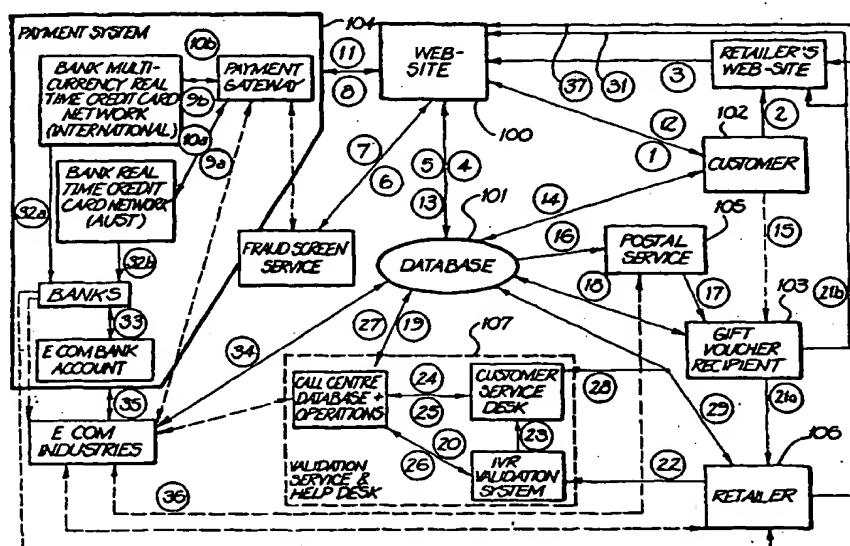 PAYMENT SYSTEM
104
10b
BANK MULTI-
CURRENCY REAL
TIME CREDIT CARD
NETWORK
(INTERNATIONAL)
9b
10a
9a
PAYMENT
GATEWAY
BANK REAL
TIME CREDIT
CARD NETWORK
(AUST)
32a
32b
BANKS
33
E COM BANK
ACCOUNT
35
E COM
INDUSTRIES
36
11
8
WEB-
SITE
100
37
31
3
RETAILER'S
WEB-SITE
2
102
12
1
CUSTOMER
7
6
5
4
13
101
14
FRAUD SCREEN
SERVICE
DATABASE
16
105
POSTAL
SERVICE
15
18
17
103
21b
GIFT
VOUCHER
RECIPIENT
34
27
19
107
CALL CENTRE
DATABASE +
OPERATIONS
24
25
CUSTOMER
SERVICE
DESK
28
29
21a
20
26
23
IVR
VALIDATION
SYSTEM
22
VALIDATION
SERVICE &
HELP DESK
106
RETAILER